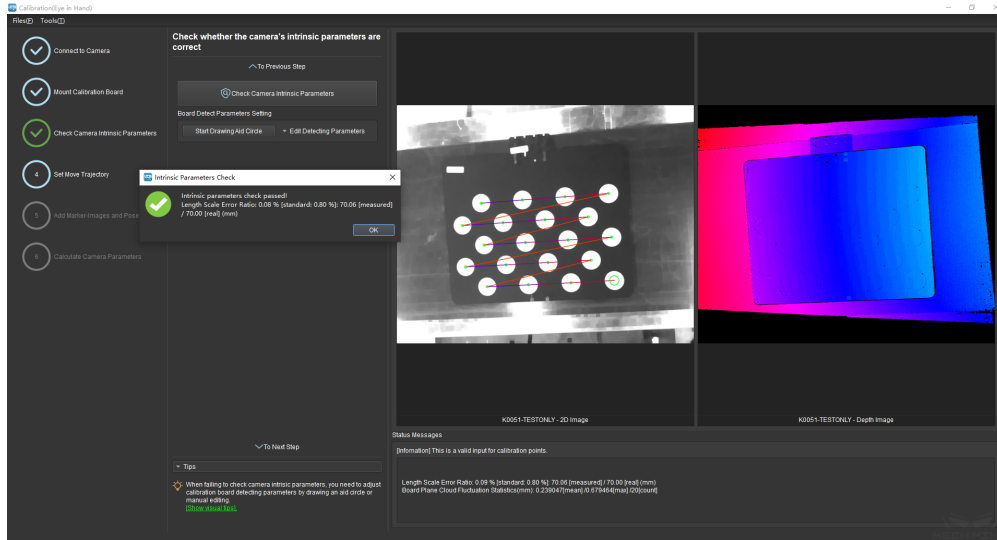 Calibration(Eye in Hand)
Files(F) Tools(T)
Connect to Camera
Mount Calibration Board
Check Camera Intrinsic Parameters
4 Set Move Trajectory
5 Add Marker-Images and Pose
6 Calculate Camera Parameters
Check whether the camera's intrinsic parameters are
correct
To Previous Step
Check Camera Intrinsic Parameters
Board Detect Parameters Setting
Start Drawing Aid Circle
Edit Detecting Parameters
Intrinsic Parameters Check
Intrinsic parameters check passed!
Length Scale Error Ratio: 0.08 % [standard: 0.80 %]: 70.06 [measured]
/ 70.00 [real] (mm)
OK
To Next Step
Tips
When failing to check camera intrinsic parameters, you need to adjust
calibration board detecting parameters by drawing an aid circle or
manual editing.
[Show visual tips].
K0051-TESTONLY - 2D Image
K0051-TESTONLY - Depth Image
Status Messages
[Infomation] This is a valid input for calibration points.
Length Scale Error Ratio: 0.09 % [standard: 0.80 %]: 70.06 [measured] / 70.00 [real] (mm)
Board Plane Cloud Fluctuation Statistics(mm): 0.239047[mean] /0.679464[max] /20[count]